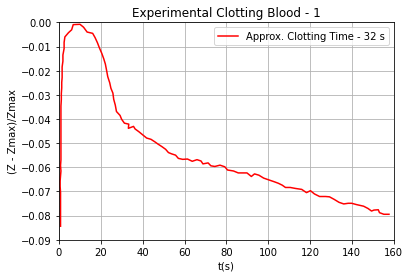 Experimental Clotting Blood - 1
Approx. Clotting Time - 32 s
(Z - Zmax)/Zmax
0.00
−0.01
−0.02
−0.03
−0.04
−0.05
−0.06
−0.07
−0.08
−0.09
0 20 40 60 80 100 120 140 160
t(s)